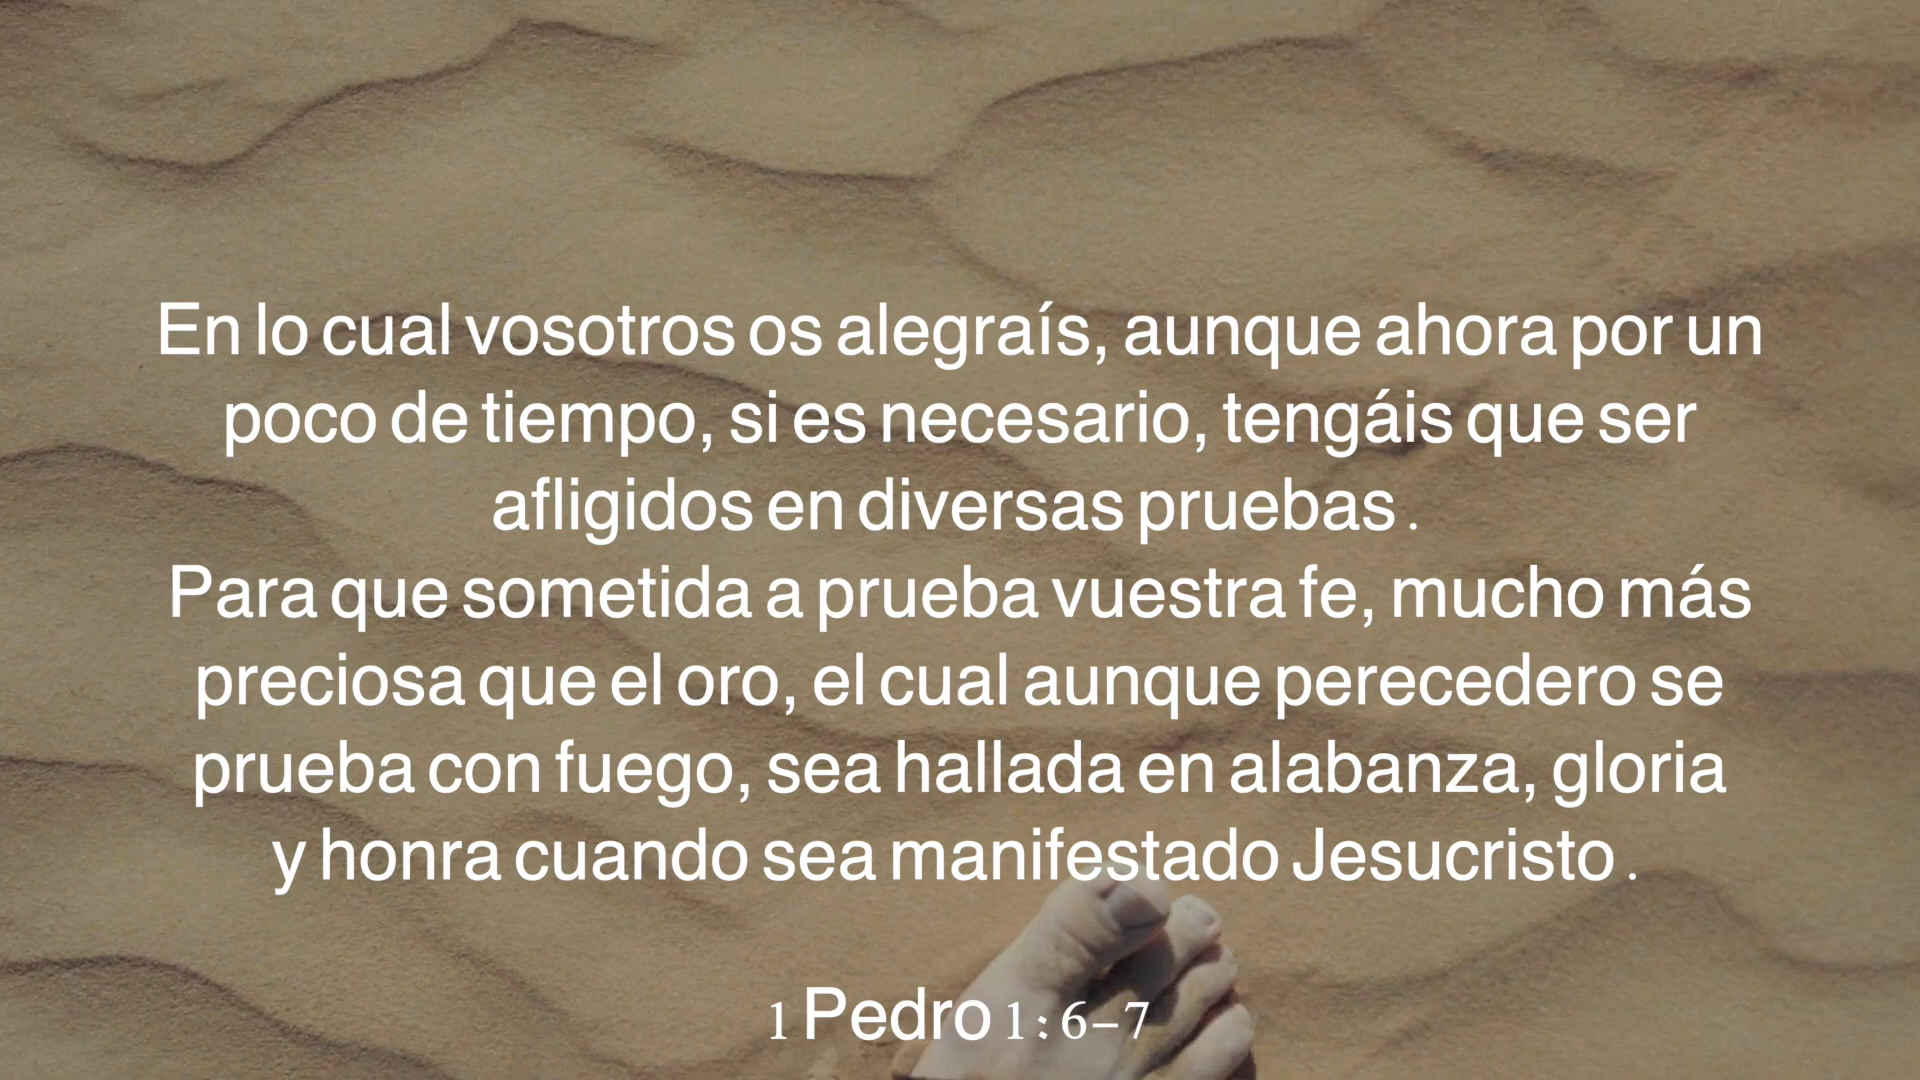 En lo cual vosotros os alegraís, aunque ahora por un
poco de tiempo, si es necesario, tengáis que ser
afligidos en diversas pruebas.
Para que sometida a prueba vuestra fe, mucho más
preciosa que el oro, el cual aunque perecedero se
prueba con fuego, sea hallada en alabanza, gloria
y honra cuando sea manifestado Jesucristo.
1 Pedro 1:6-7